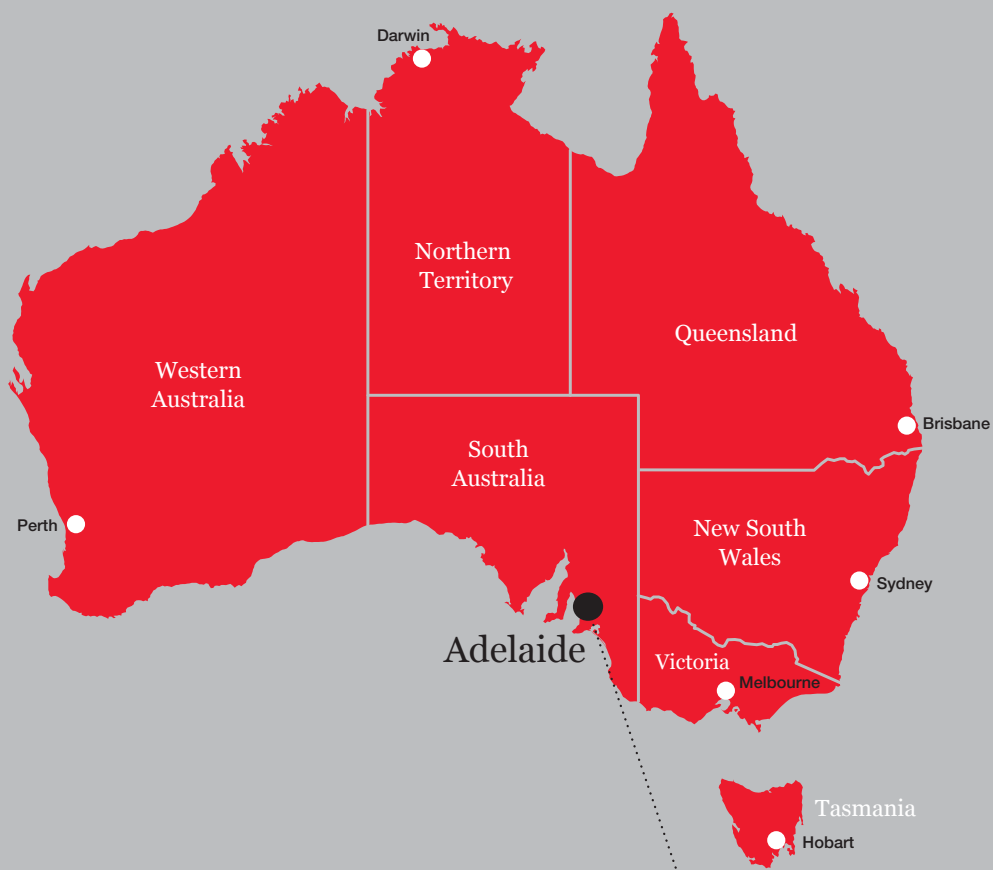 Darwin
Northern
Territory
Queensland
Western
Australia
Brisbane
South
Australia
Perth
New South
Wales
Sydney
Adelaide
Victoria
Melbourne
Tasmania
Hobart